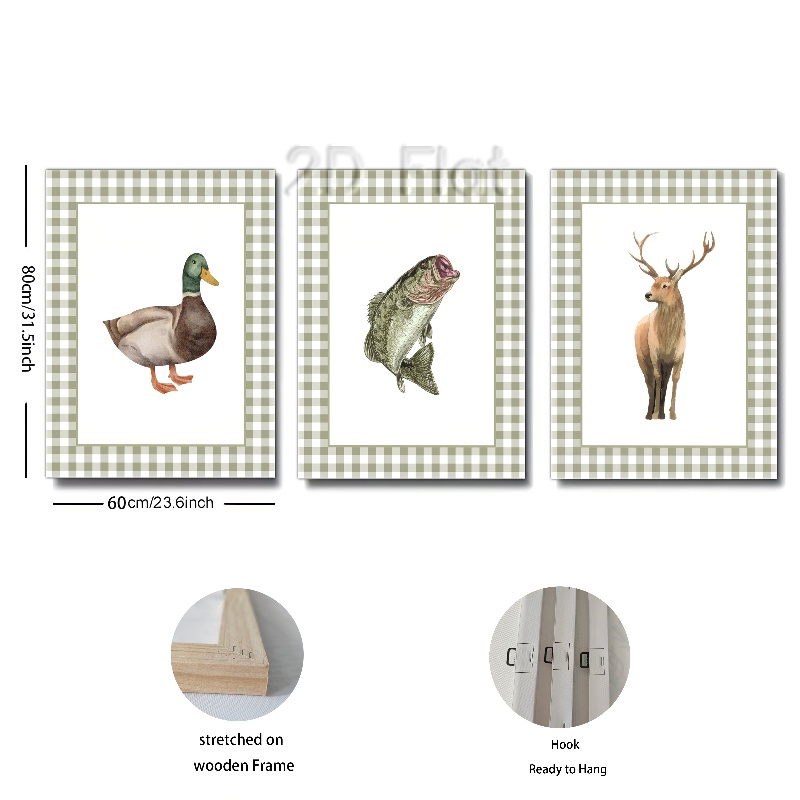 2D Flat
80cm/31.5inch
60cm/23.6inch
stretched on
wooden Frame
Hook
Ready to Hang